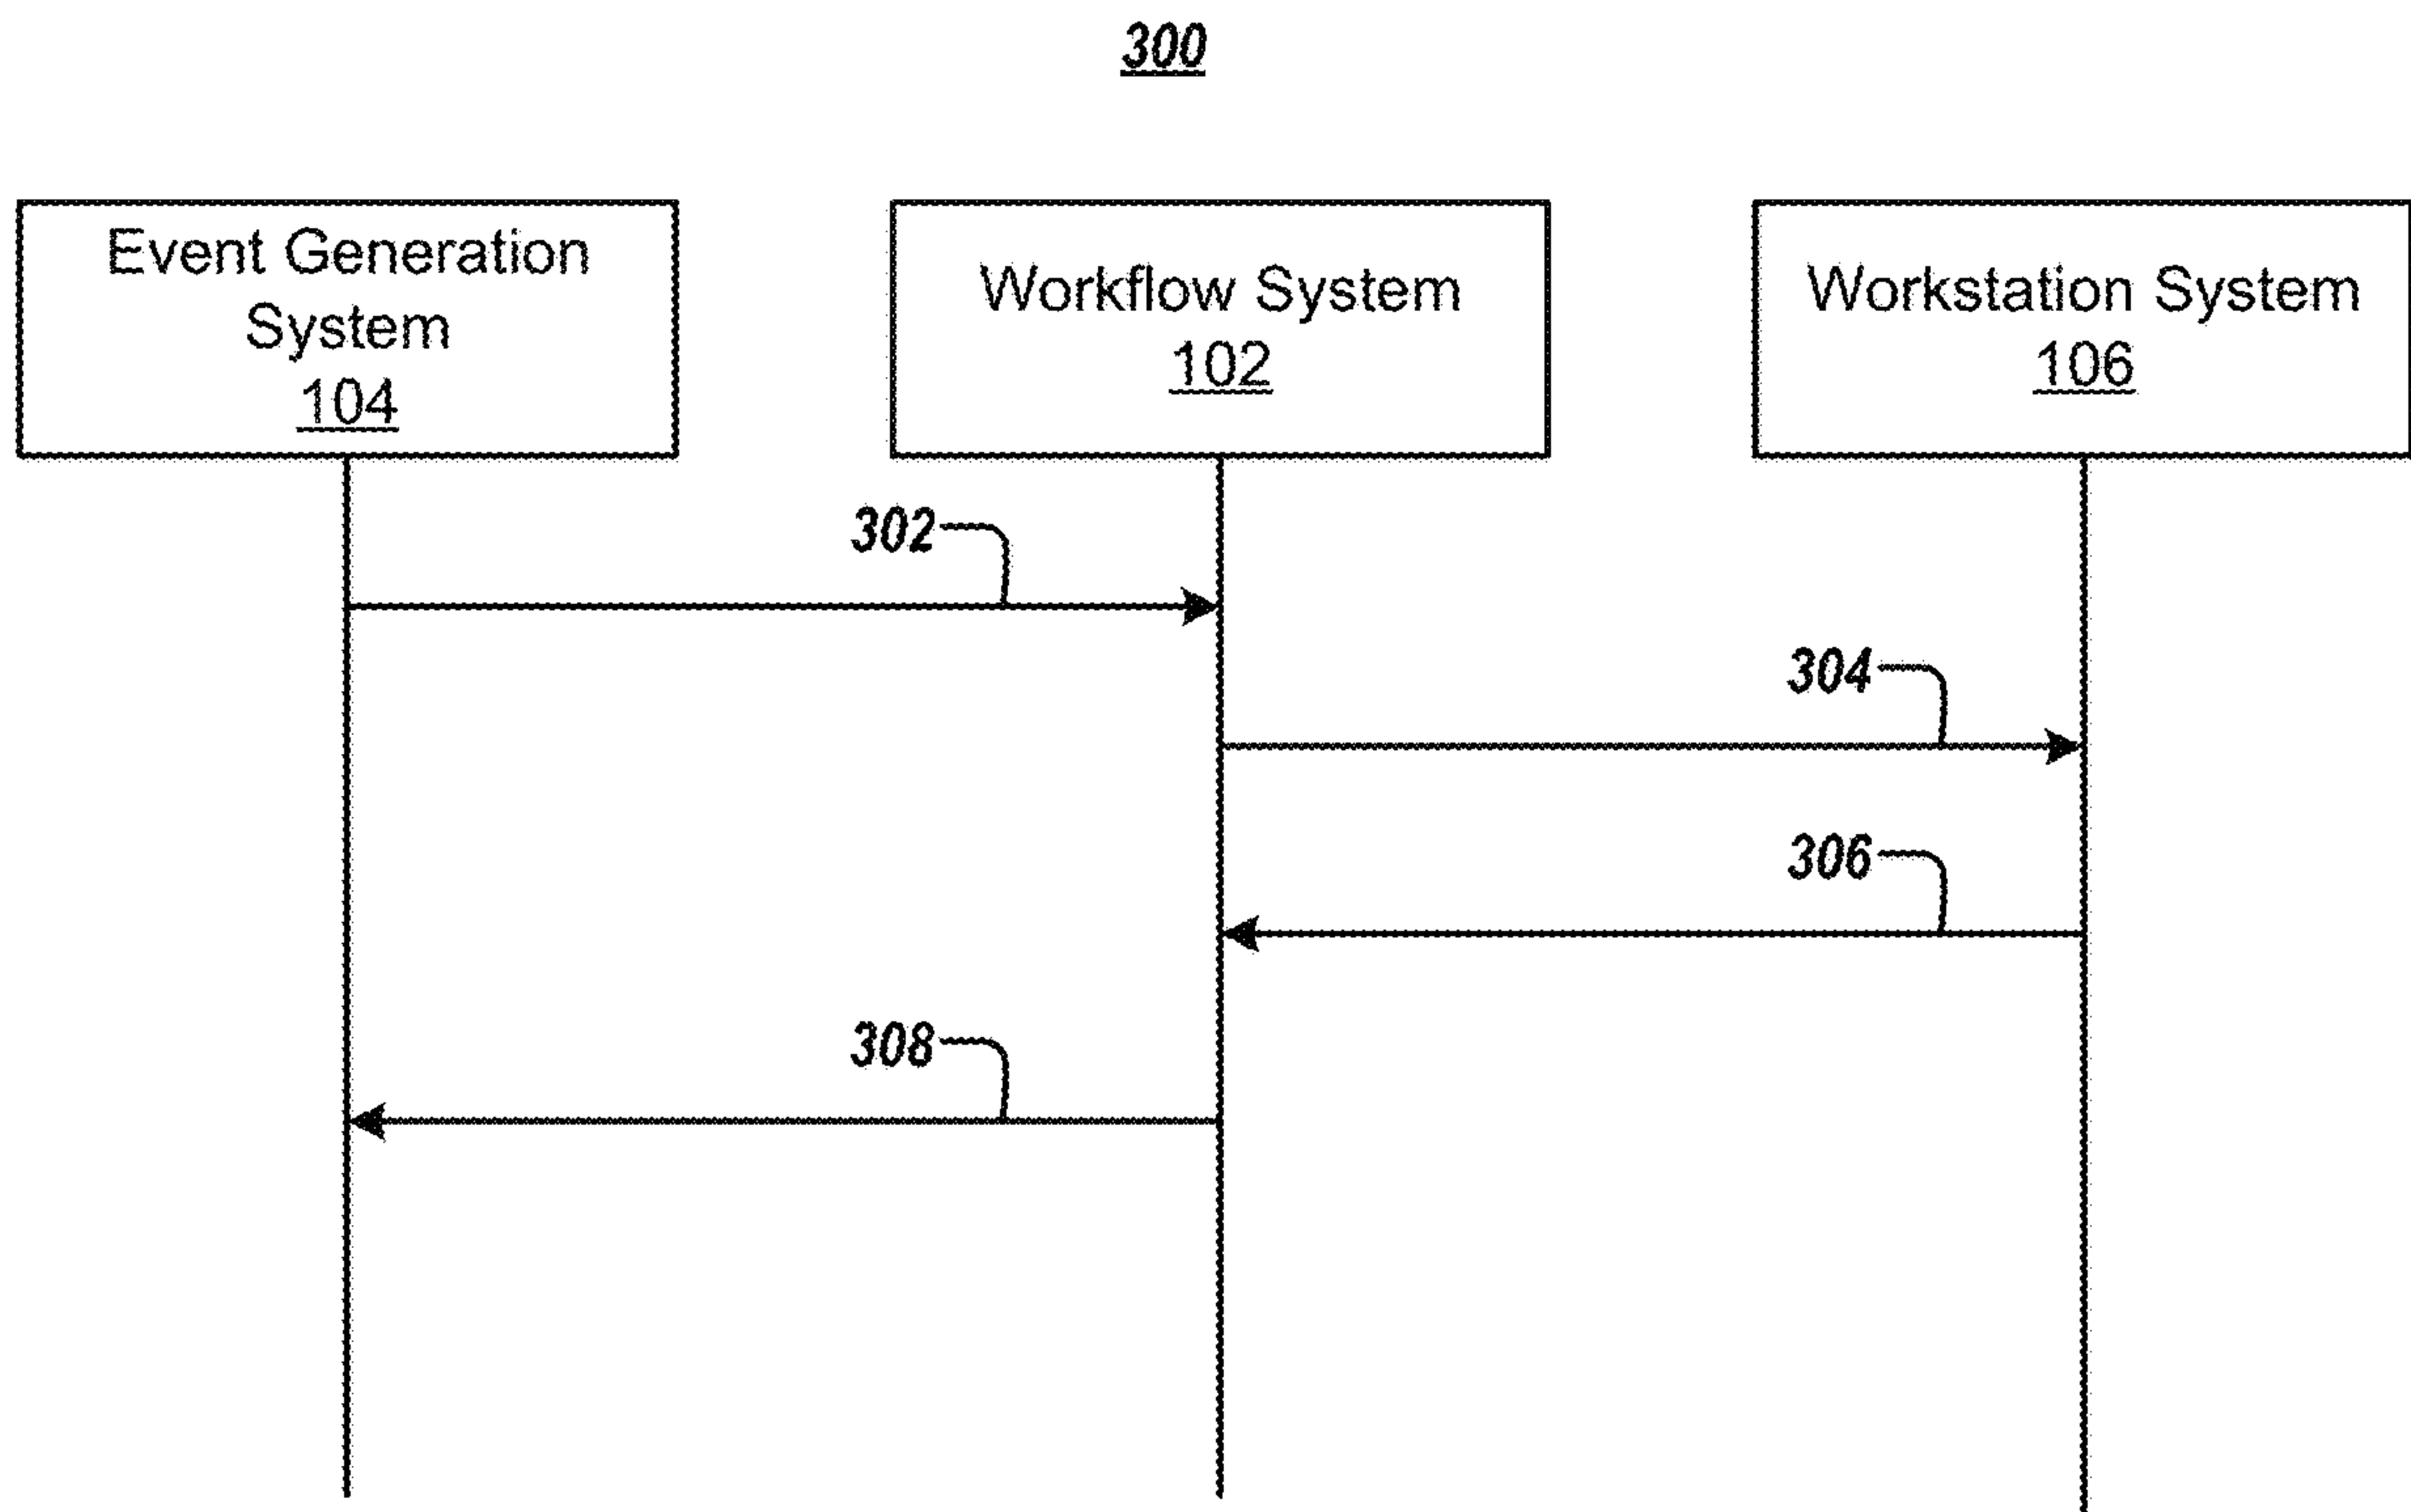 300
Event Generation
System
104
Workflow System
102
Workstation System
106
302
304
306
308